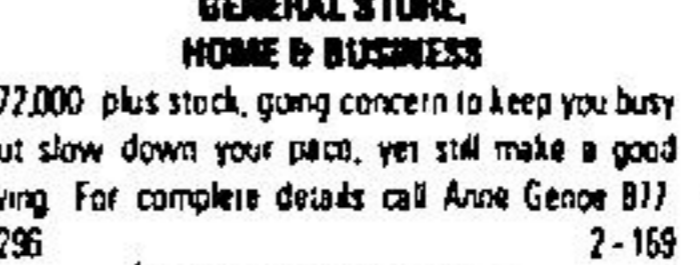 GENERAL STORE,
HOME & BUSINESS
72,000 plus stock, going concern to keep you busy
ut slow down your pace, yet still make a good
ving. For complete details call Anne Genoe 877
296 2-169